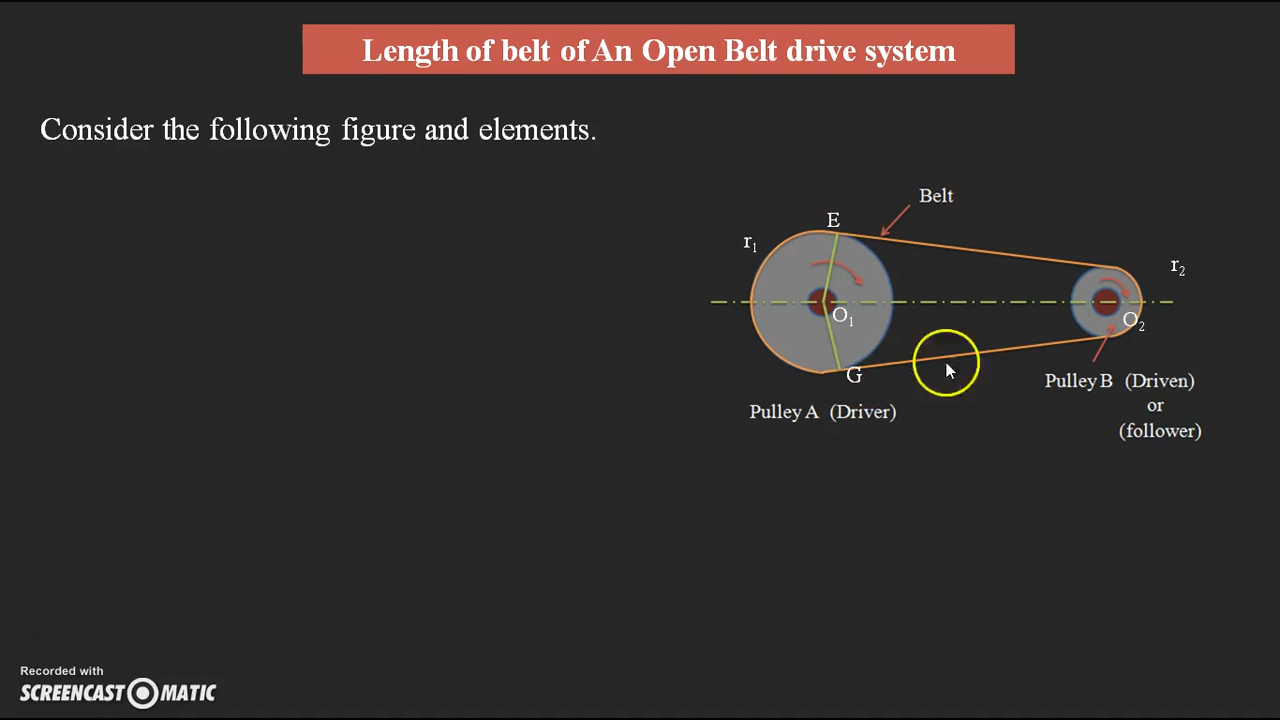 Length of belt of An Open Belt drive system
Consider the following figure and elements.
Belt
E
r₁
r₂
O₁
O₂
G
Pulley A (Driver)
Pulley B (Driven)
or
(follower)
Recorded with
SCREENCAST MATIC